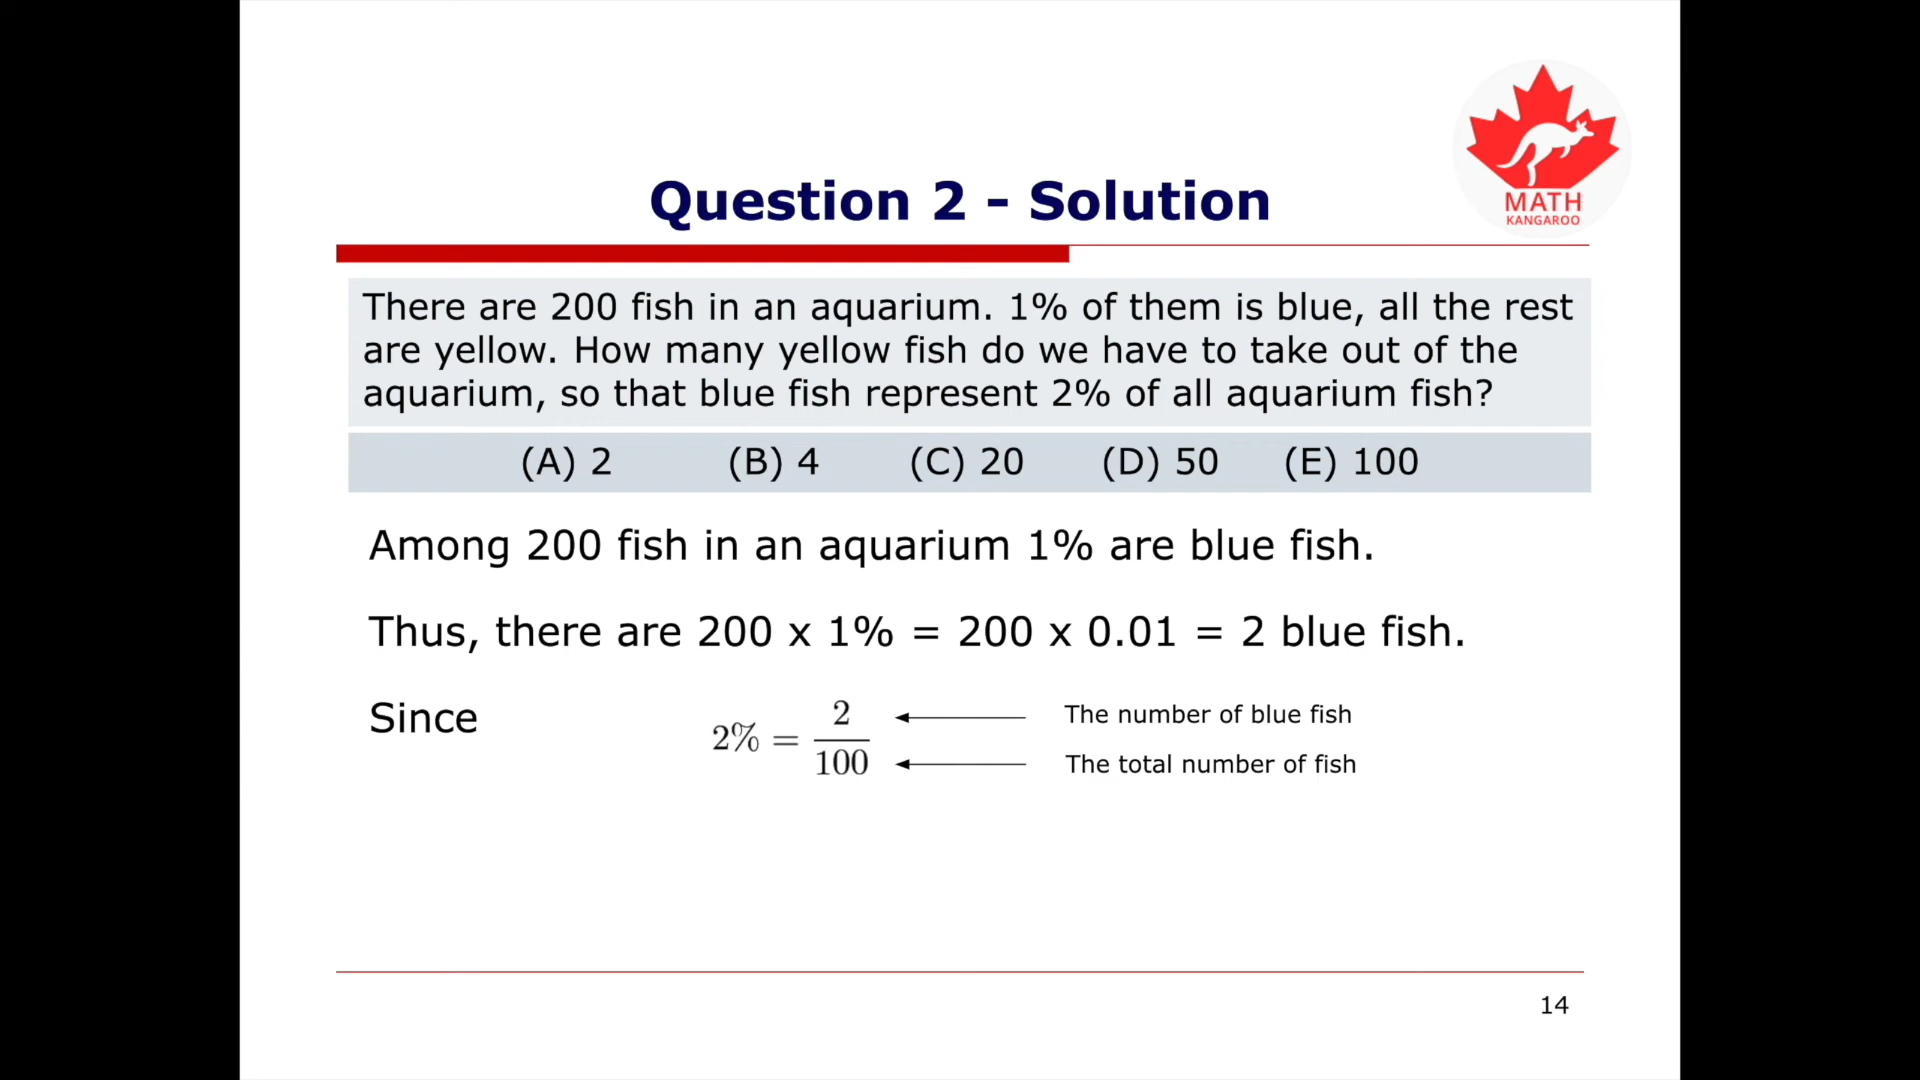 MATH
KANGAROO
Question 2 - Solution
There are 200 fish in an aquarium. 1% of them is blue, all the rest
are yellow. How many yellow fish do we have to take out of the
aquarium, so that blue fish represent 2% of all aquarium fish?
(A) 2 (B) 4 (C) 20 (D) 50 (E) 100
Among 200 fish in an aquarium 1% are blue fish.
Thus, there are 200 x 1% = 200 x 0.01 = 2 blue fish.
Since 2% = 2/100
The number of blue fish
The total number of fish
14